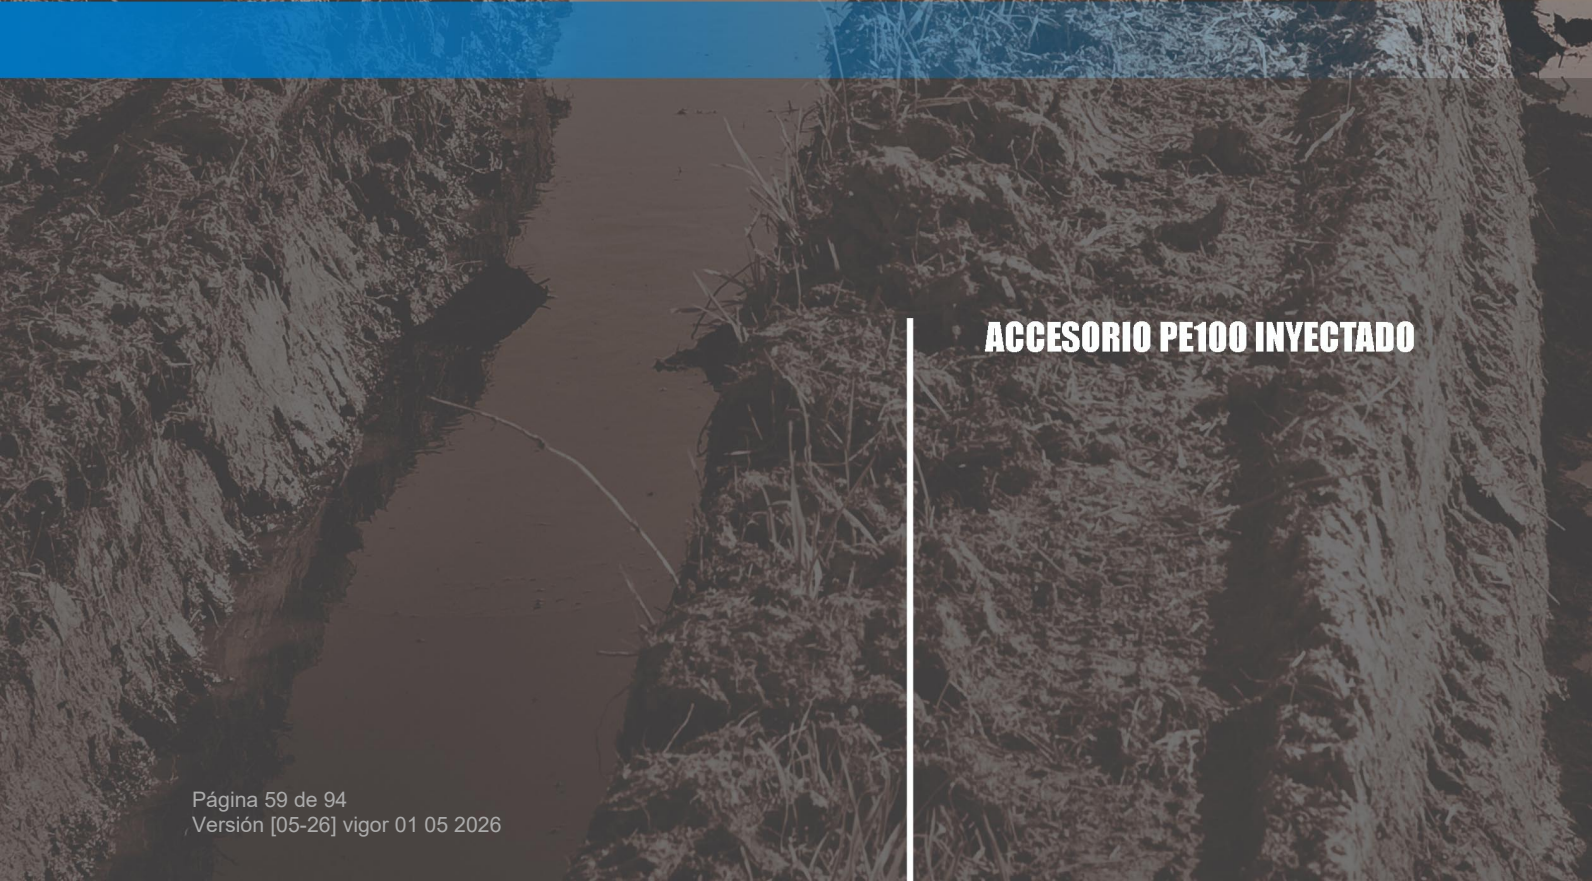 ACCESORIO PE100 INYECTADO
Página 59 de 94
Versión [05-26] vigor 01 05 2026